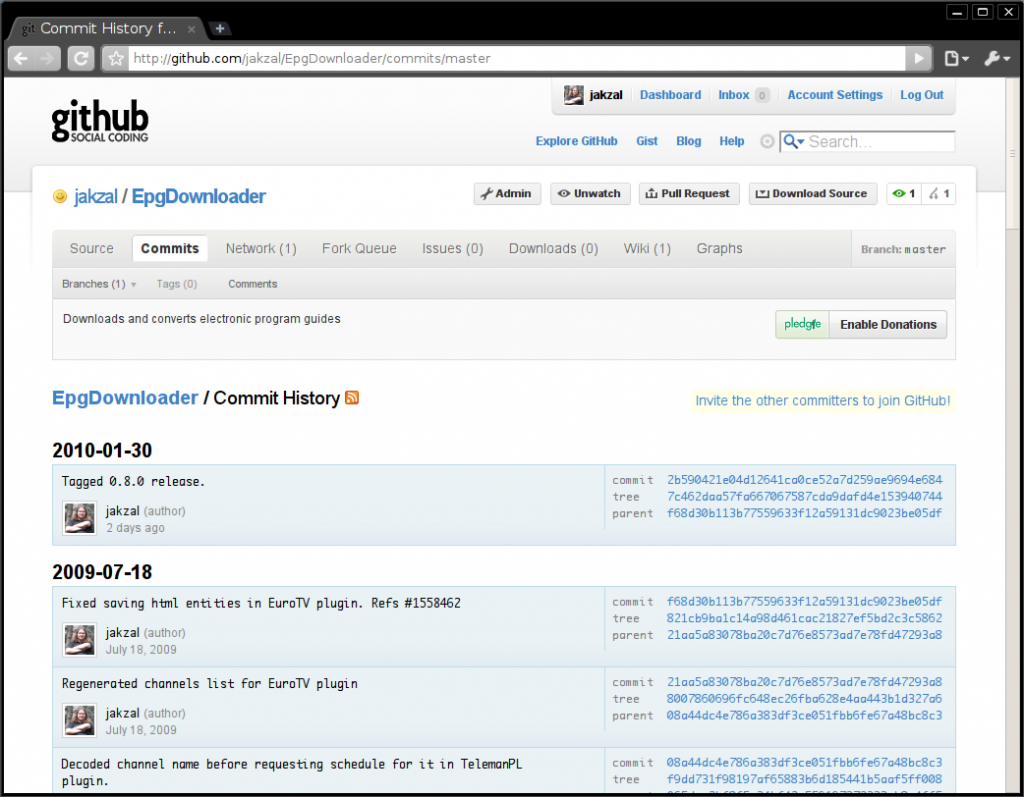 git Commit History f...
http://github.com/jakzal/EpgDownloader/commits/master
github
SOCIAL CODING
jakzal Dashboard Inbox 0 Account Settings Log Out
Explore GitHub Gist Blog Help Search...
jakzal / EpgDownloader
Admin Unwatch Pull Request Download Source 1 1
Source Commits Network (1) Fork Queue Issues (0) Downloads (0) Wiki (1) Graphs Branch: master
Branches (1) Tags (0) Comments
Downloads and converts electronic program guides
pledgie Enable Donations
EpgDownloader / Commit History
Invite the other committers to join GitHub!
2010-01-30
Tagged 0.8.0 release.
jakzal (author)
2 days ago
commit 2b590421e04d12641ca0ce52a7d259ae9694e684
tree 7c462daa57fa667067587cda9dafd4e153940744
parent f68d30b113b77559633f12a59131dc9023be05df
2009-07-18
Fixed saving html entities in EuroTV plugin. Refs #1558462
jakzal (author)
July 18, 2009
commit f68d30b113b77559633f12a59131dc9023be05df
tree 821cb9ba1c14a98d461cac21827ef5bd2c3c5862
parent 21aa5a83078ba20c7d76e8573ad7e78fd47293a8
Regenerated channels list for EuroTV plugin
jakzal (author)
July 18, 2009
commit 21aa5a83078ba20c7d76e8573ad7e78fd47293a8
tree 8007860696fc648ec26fba628e4aa443b1d327a6
parent 08a44dc4e786a383df3ce051fbb6fe67a48bc8c3
Decoded channel name before requesting schedule for it in TelemanPL
plugin.
commit 08a44dc4e786a383df3ce051fbb6fe67a48bc8c3
tree f9dd731f98197af65883b6d185441b5aaf5ff008